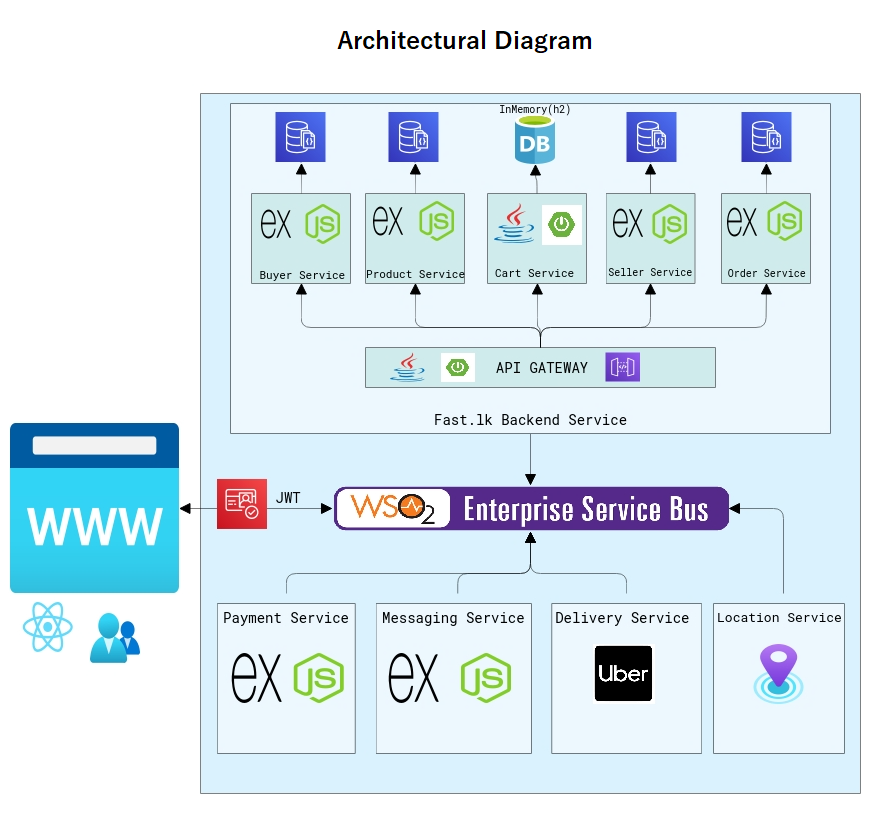 Architectural Diagram
InMemory(h2)
DB
ex JS
ex JS
ex JS
ex JS
Buyer Service
Product Service
Cart Service
Seller Service
Order Service
API GATEWAY
Fast.lk Backend Service
WWW
JWT
WSO2 Enterprise Service Bus
Payment Service
Messaging Service
Delivery Service
Location Service
ex JS
ex JS
Uber